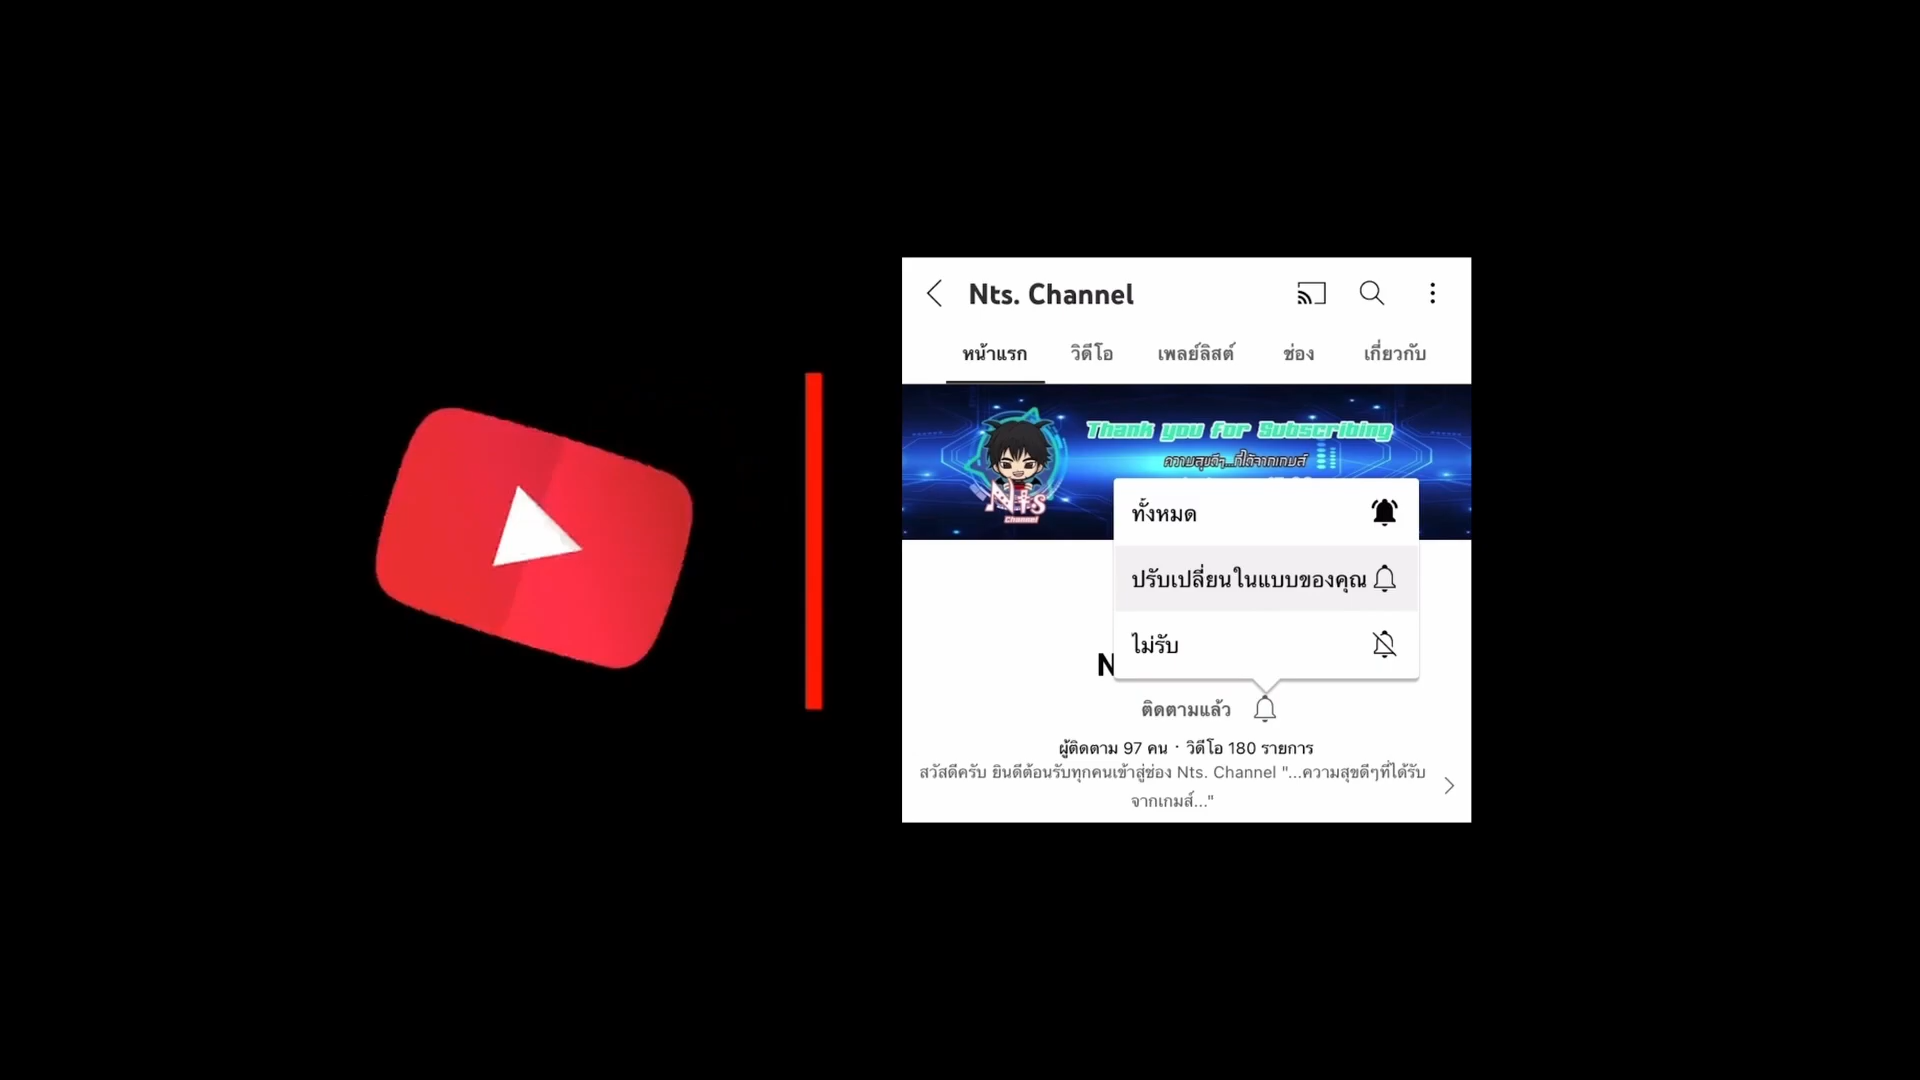 Nts. Channel
หน้าแรก วิดีโอ เพลย์ลิสต์ ช่อง เกี่ยวกับ
Thank you for Subscribing
ความสุขดีๆ...ที่ได้จากเกมส์
Nts
Channel
ทั้งหมด
ปรับเปลี่ยนในแบบของคุณ
ไม่รับ
N
ติดตามแล้ว
ผู้ติดตาม 97 คน · วิดีโอ 180 รายการ
สวัสดีครับ ยินดีต้อนรับทุกคนเข้าสู่ช่อง Nts. Channel "...ความสุขดีๆที่ได้รับ
จากเกมส์..."